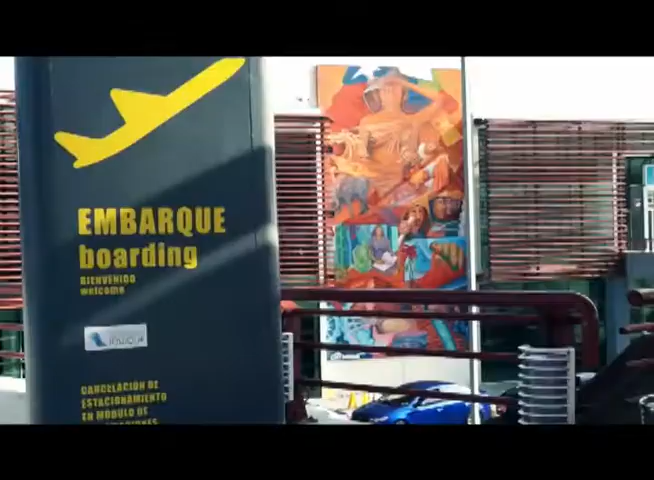 EMBARQUE
boarding
BIENVENIDO
welcome
CANCELACIÓN DE
ESTACIONAMIENTO
EN MÓDULO DE